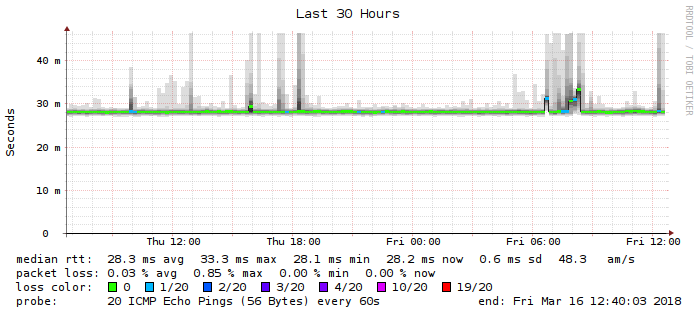 Last 30 Hours
RRDTOOL / TOBI OETIKER
Seconds
40 m
30 m
20 m
10 m
0
Thu 12:00 Thu 18:00 Fri 00:00 Fri 06:00 Fri 12:00
median rtt: 28.3 ms avg 33.3 ms max 28.1 ms min 28.2 ms now 0.6 ms sd 48.3 am/s
packet loss: 0.03 % avg 0.85 % max 0.00 % min 0.00 % now
loss color: 0 1/20 2/20 3/20 4/20 10/20 19/20
probe: 20 ICMP Echo Pings (56 Bytes) every 60s end: Fri Mar 16 12:40:03 2018